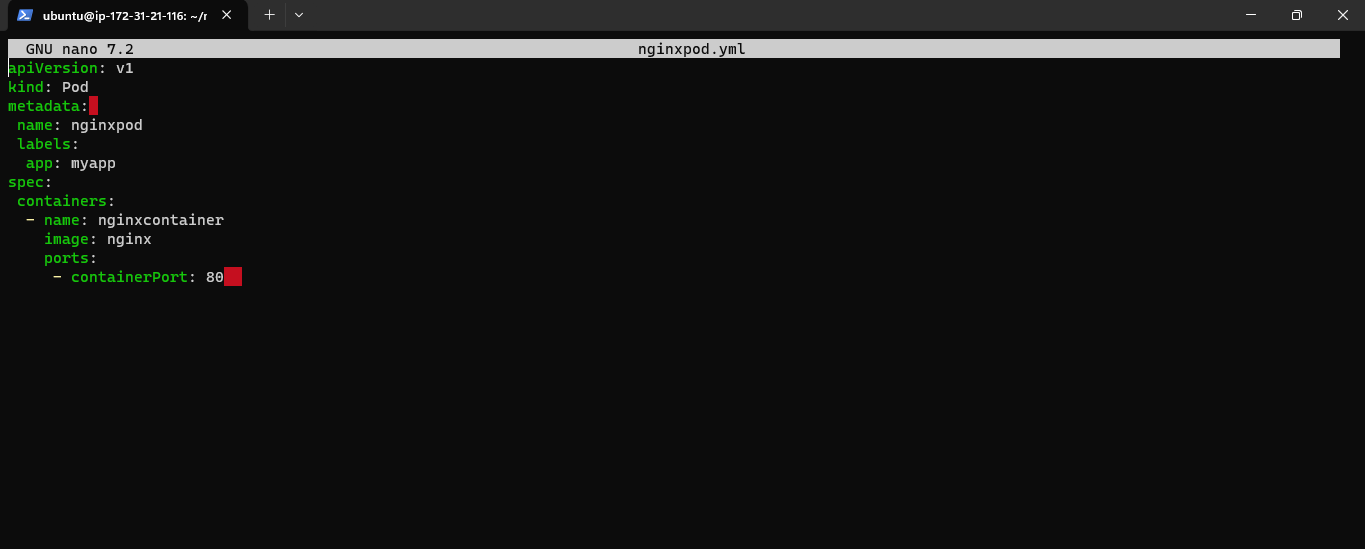 ubuntu@ip-172-31-21-116: ~/r
GNU nano 7.2 nginxpod.yml
apiVersion: v1
kind: Pod
metadata:
 name: nginxpod
 labels:
  app: myapp
spec:
 containers:
  - name: nginxcontainer
    image: nginx
    ports:
     - containerPort: 80